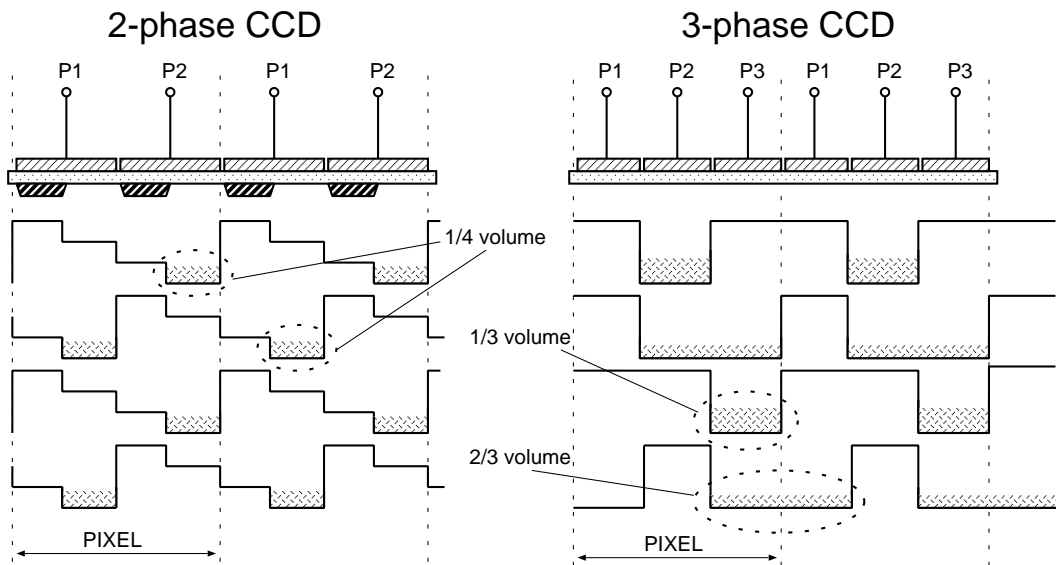 2-phase CCD
3-phase CCD
P1 P2 P1 P2
P1 P2 P3 P1 P2 P3
1/4 volume
1/3 volume
2/3 volume
PIXEL
PIXEL